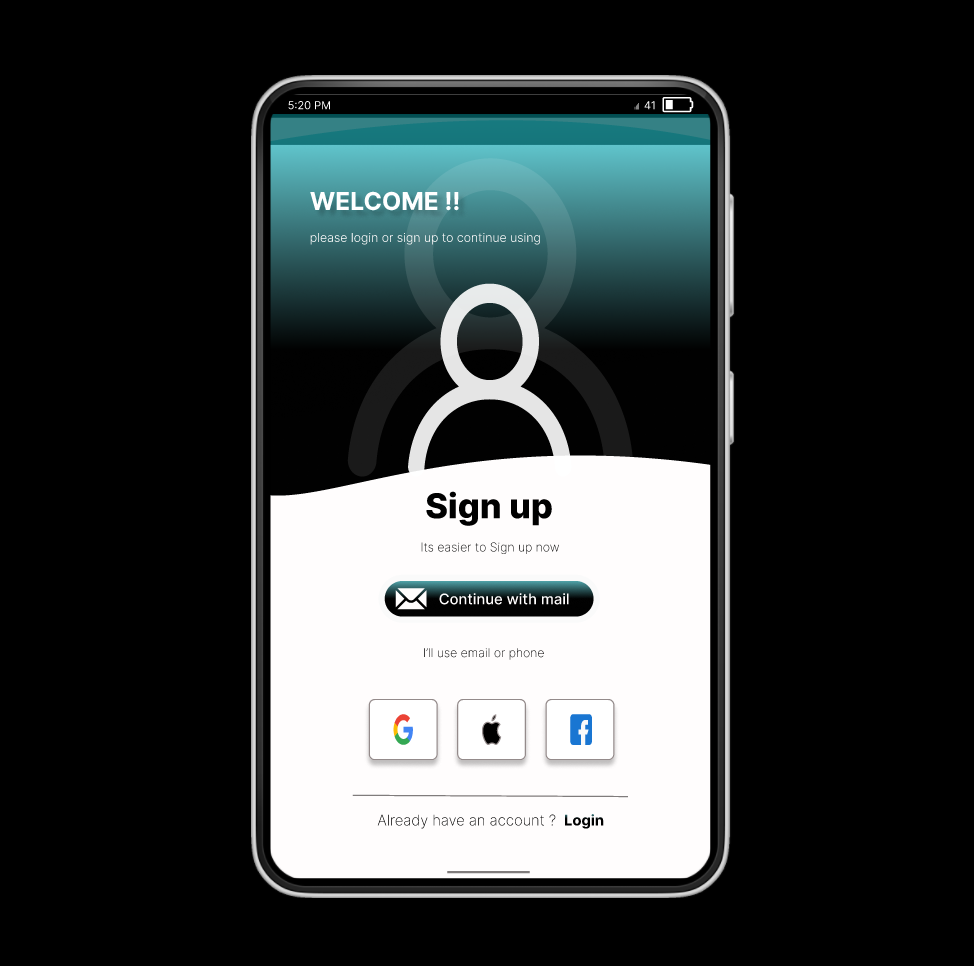 5:20 PM 41
WELCOME !!
please login or sign up to continue using
Sign up
Its easier to Sign up now
Continue with mail
I'll use email or phone
Already have an account ? Login